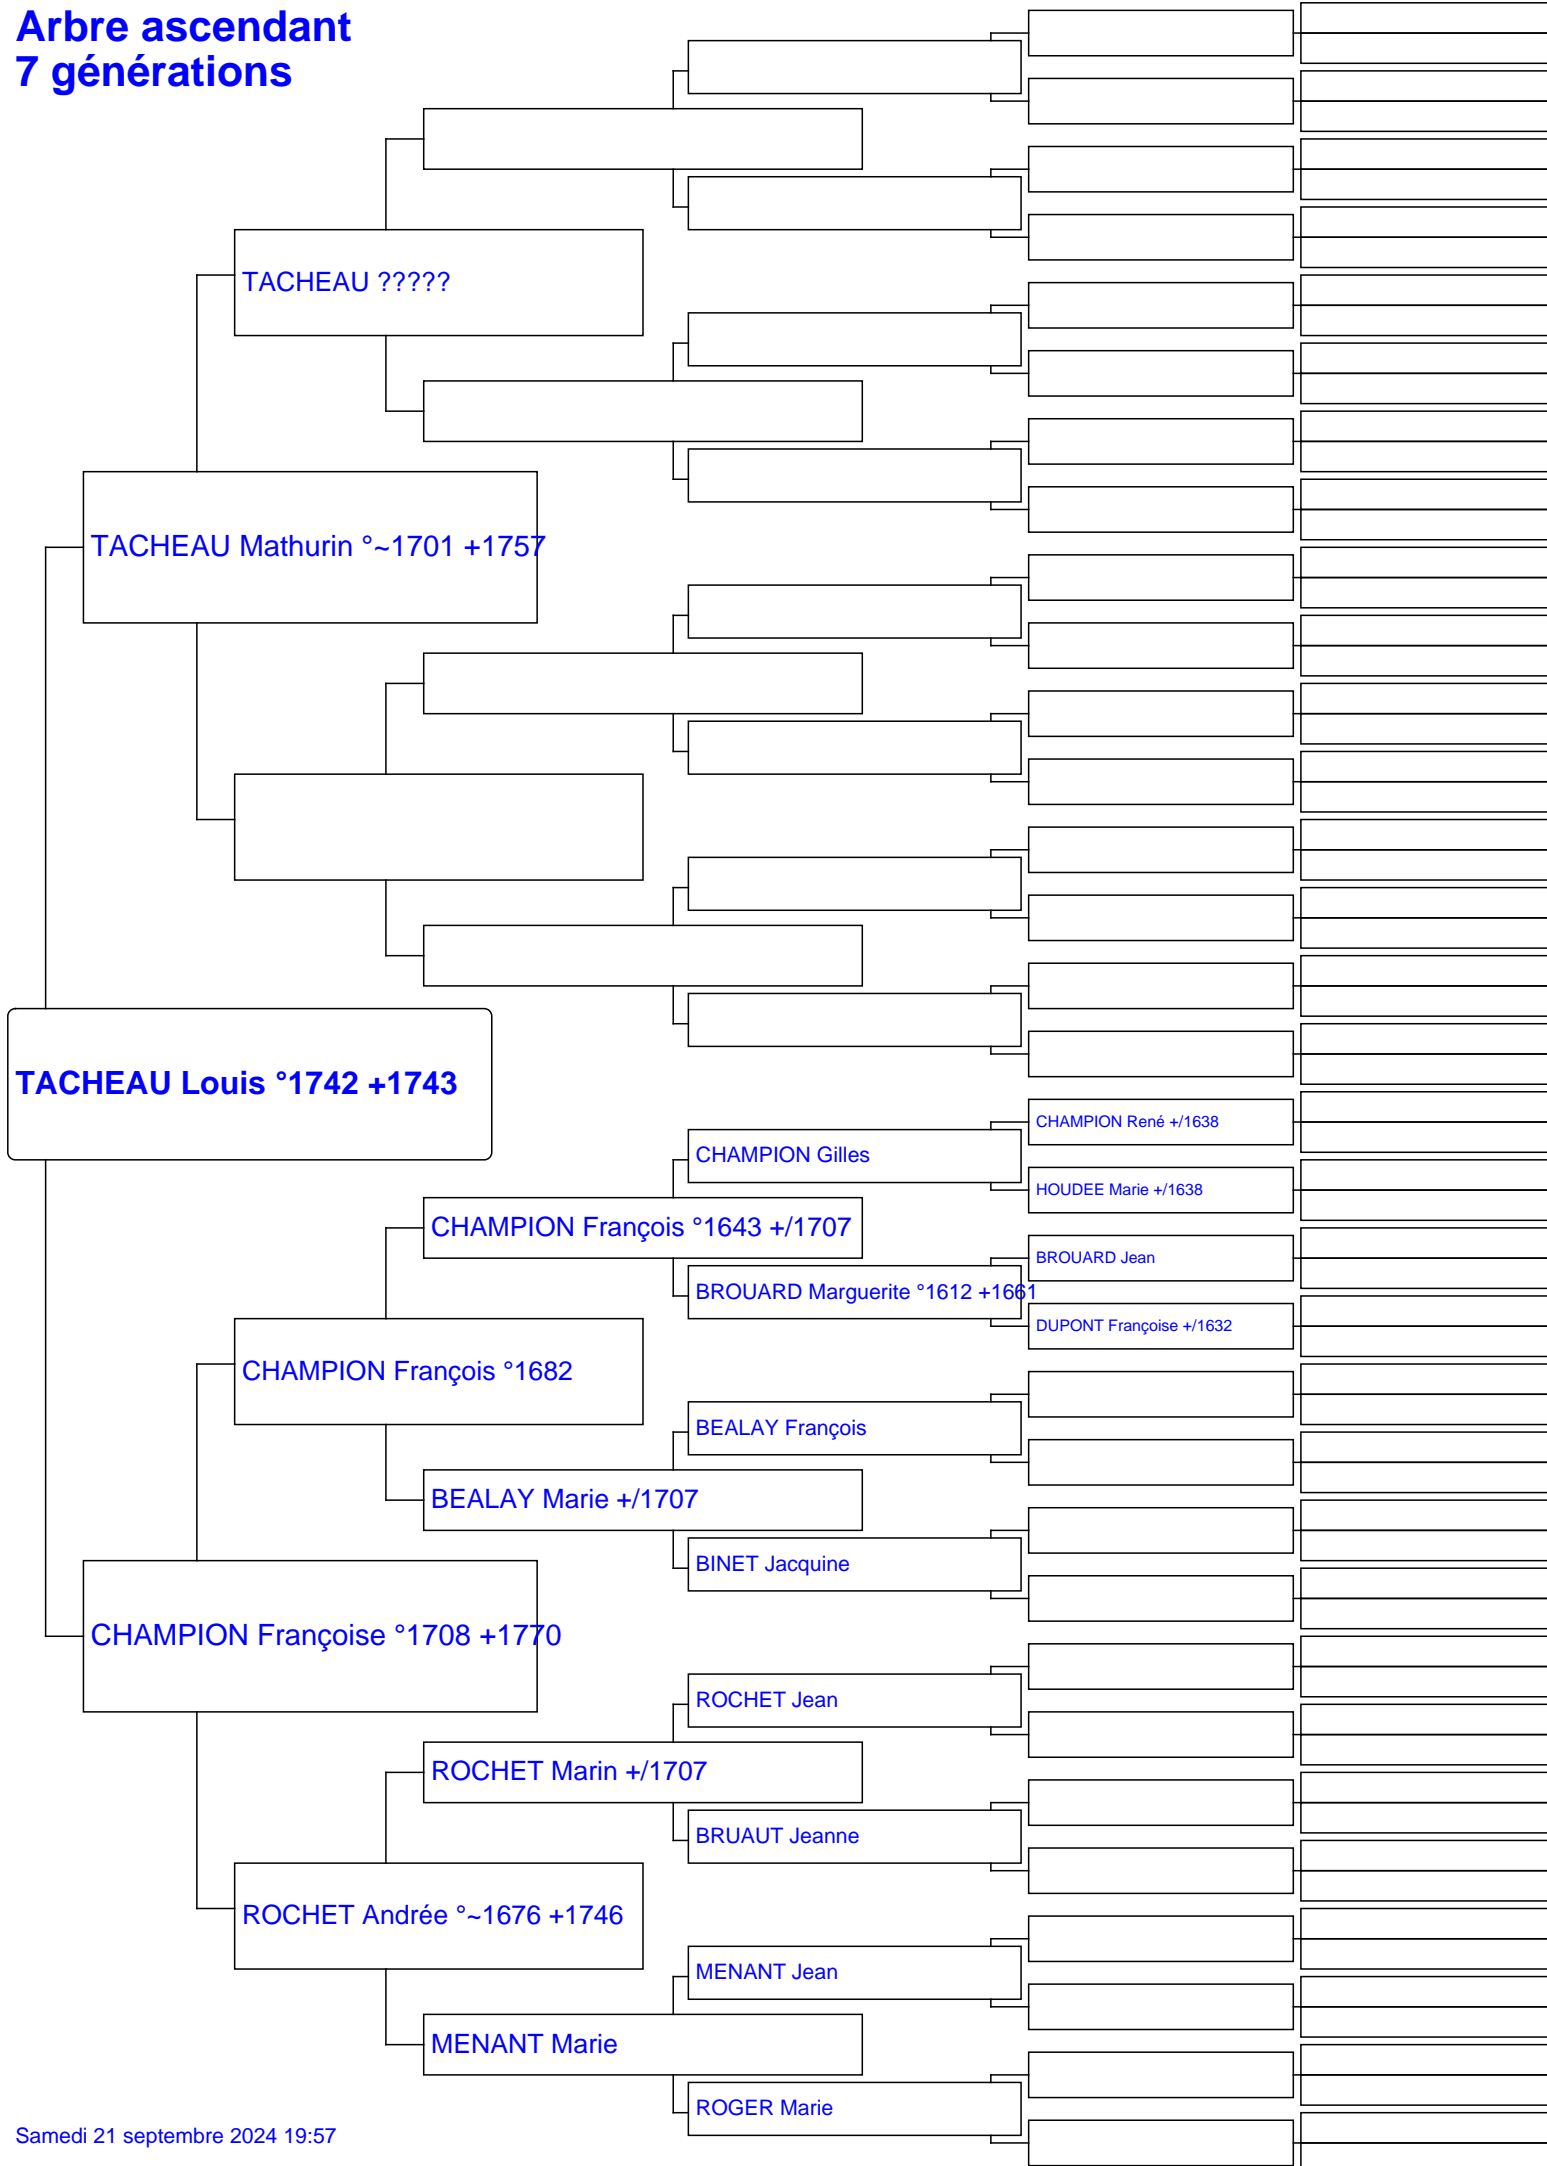 Arbre ascendant
7 générations
TACHEAU ?????
TACHEAU Mathurin °~1701 +1757
TACHEAU Louis °1742 +1743
CHAMPION René +/1638
CHAMPION Gilles
HOUDEE Marie +/1638
CHAMPION François °1643 +/1707
BROUARD Jean
BROUARD Marguerite °1612 +1661
DUPONT Françoise +/1632
CHAMPION François °1682
BEALAY François
BEALAY Marie +/1707
BINET Jacquine
CHAMPION Françoise °1708 +1770
ROCHET Jean
ROCHET Marin +/1707
BRUAUT Jeanne
ROCHET Andrée °~1676 +1746
MENANT Jean
MENANT Marie
ROGER Marie
Samedi 21 septembre 2024 19:57